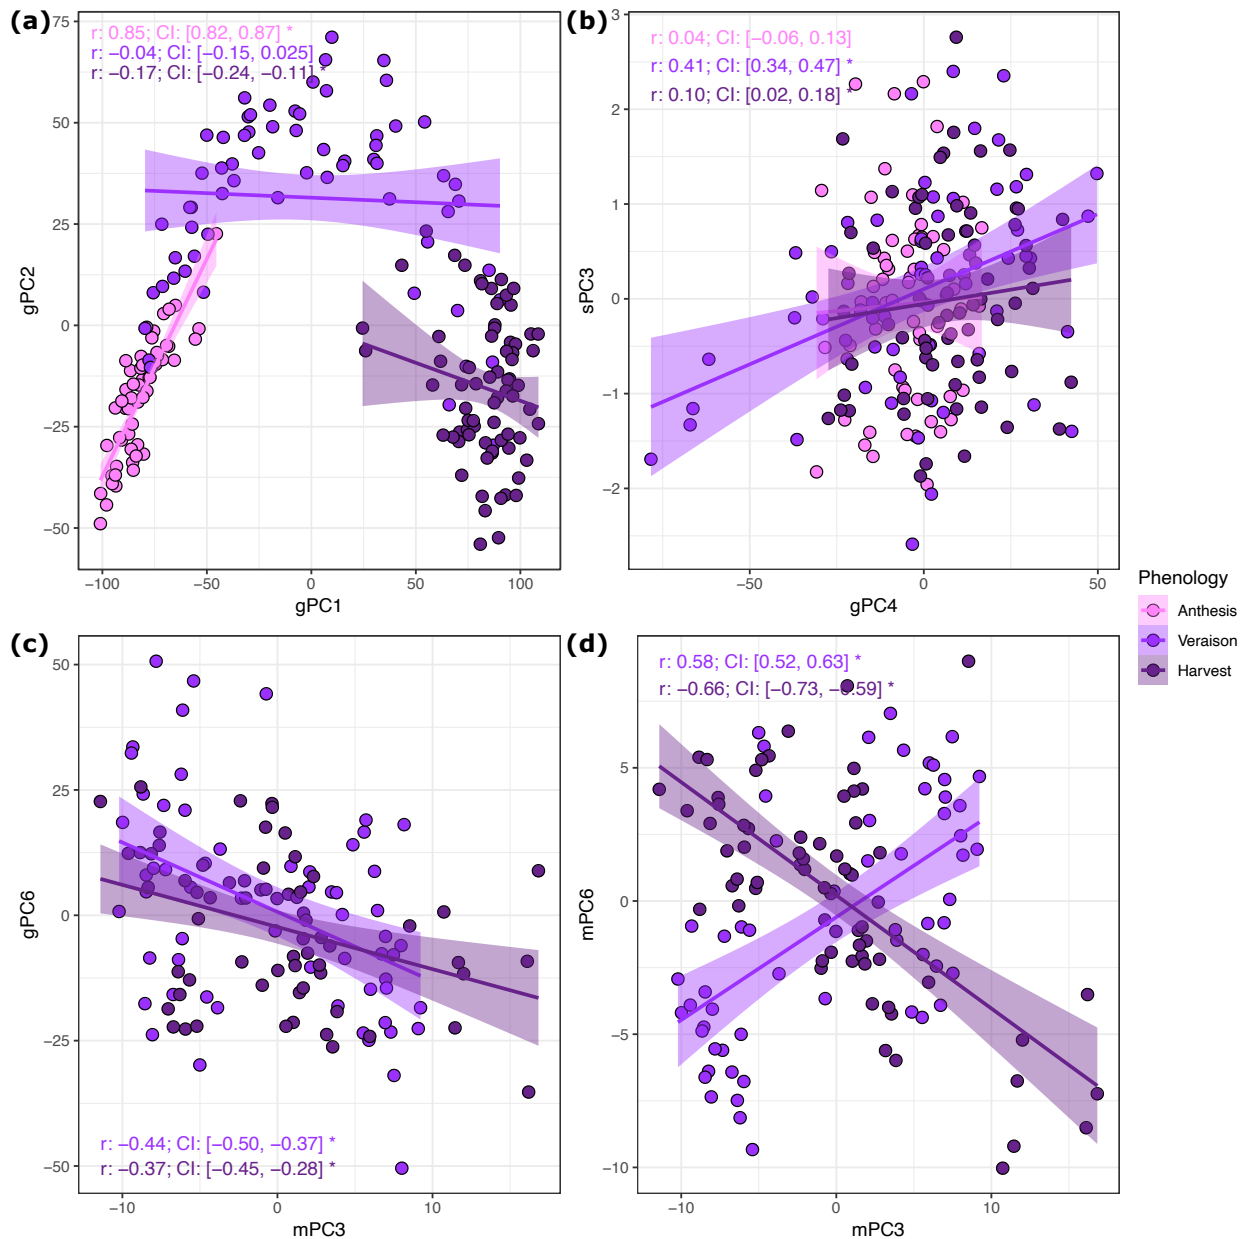 (a)
r: 0.85; CI: [0.82, 0.87] *
r: −0.04; CI: [−0.15, 0.025]
r: −0.17; CI: [−0.24, −0.11] *
75
50
25
0
−25
−50
gPC2
−100 −50 0 50 100
gPC1
(b)
r: 0.04; CI: [−0.06, 0.13]
r: 0.41; CI: [0.34, 0.47] *
r: 0.10; CI: [0.02, 0.18] *
3
2
1
0
−1
−2
sPC3
−50 0 50
gPC4
Phenology
Anthesis
Veraison
Harvest
(c)
50
25
0
−25
−50
gPC6
r: −0.44; CI: [−0.50, −0.37] *
r: −0.37; CI: [−0.45, −0.28] *
−10 0 10
mPC3
(d)
r: 0.58; CI: [0.52, 0.63] *
r: −0.66; CI: [−0.73, −0.59] *
5
0
−5
−10
mPC6
−10 0 10
mPC3